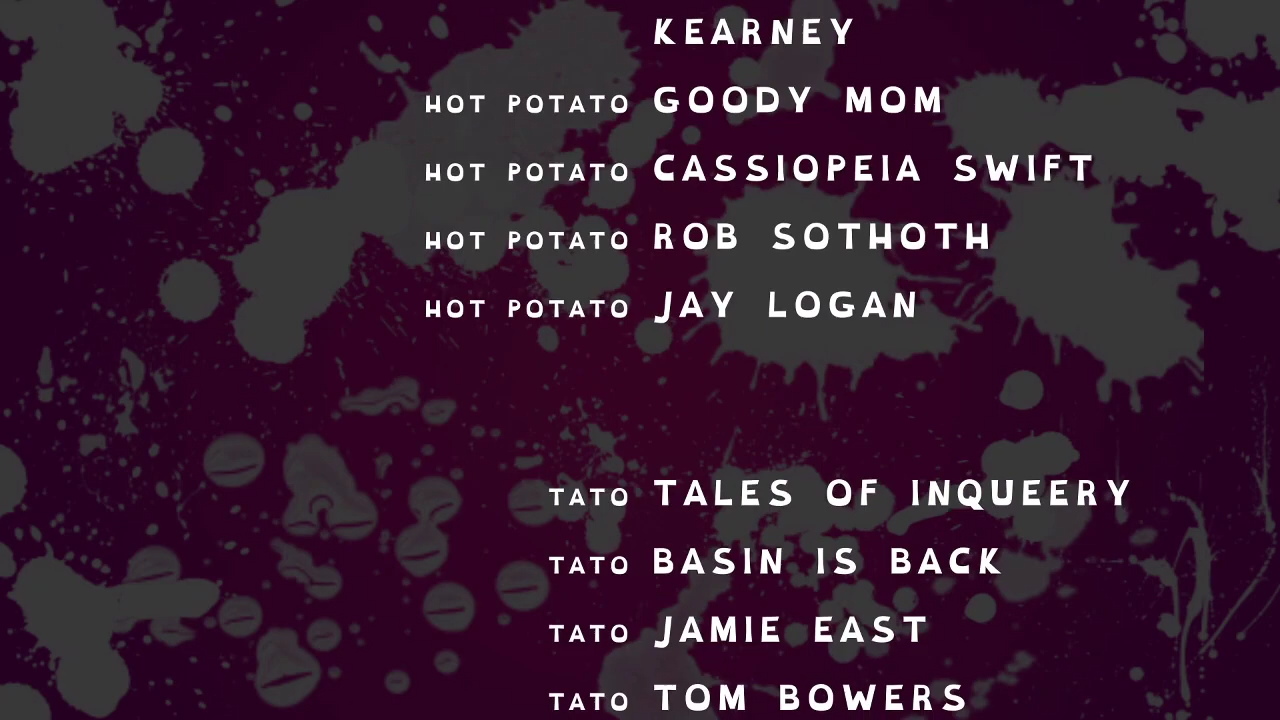 KEARNEY
HOT POTATO GOODY MOM
HOT POTATO CASSIOPEIA SWIFT
HOT POTATO ROB SOTHOTH
HOT POTATO JAY LOGAN
TATO TALES OF INQUEERY
TATO BASIN IS BACK
TATO JAMIE EAST
TATO TOM BOWERS